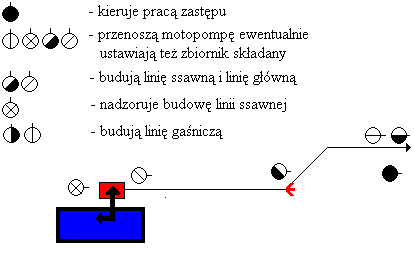 - kieruje pracą zastępu
- przenoszą motopompę ewentualnie
ustawiają też zbiornik składany
- budują linię ssawną i linię główną
- nadzoruje budowę linii ssawnej
- budują linię gaśniczą